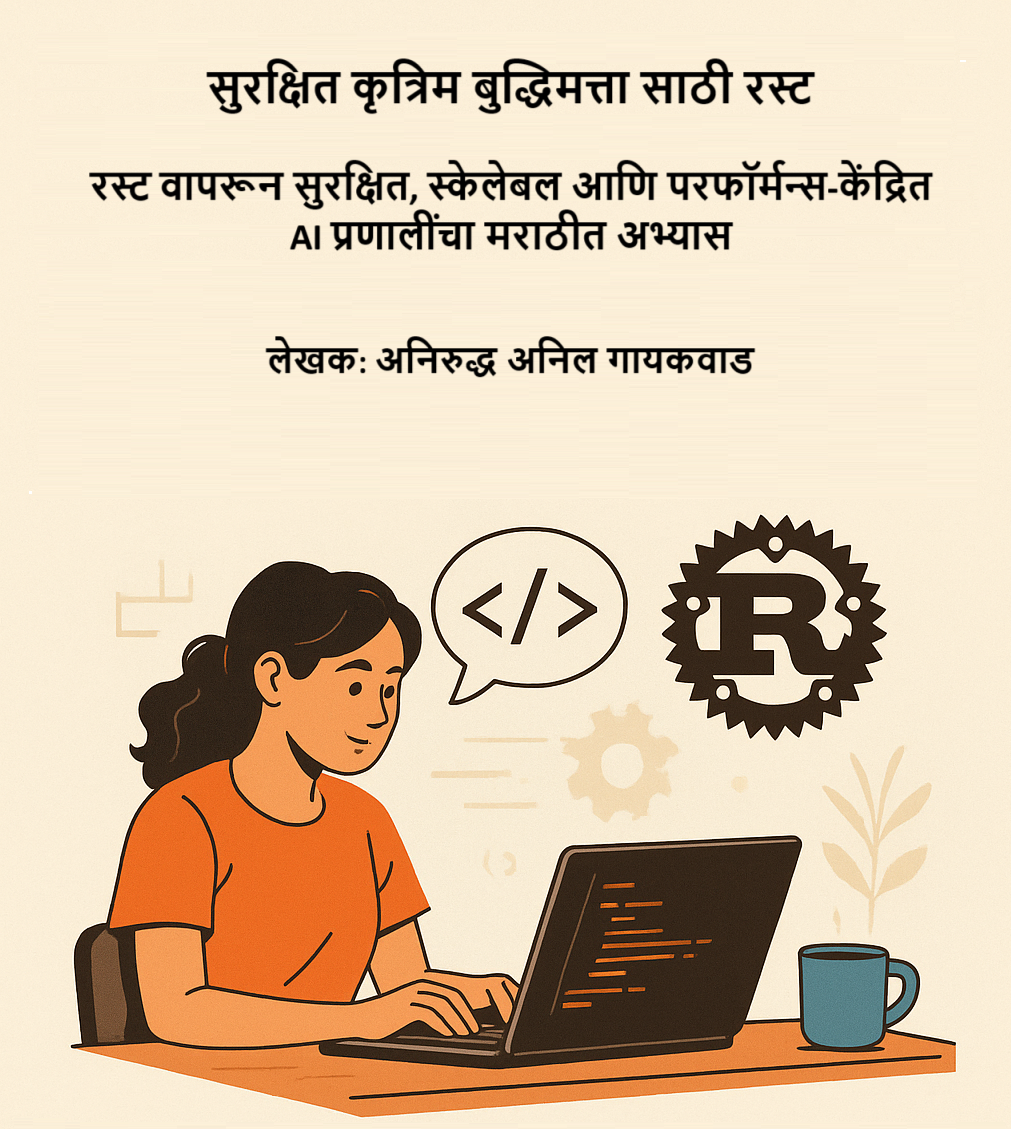 सुरक्षित कृत्रिम बुद्धिमत्ता साठी रस्ट
रस्ट वापरून सुरक्षित, स्केलेबल आणि परफॉर्मन्स-केंद्रित
AI प्रणालींचा मराठीत अभ्यास
लेखक: अनिरुद्ध अनिल गायकवाड
</>
R